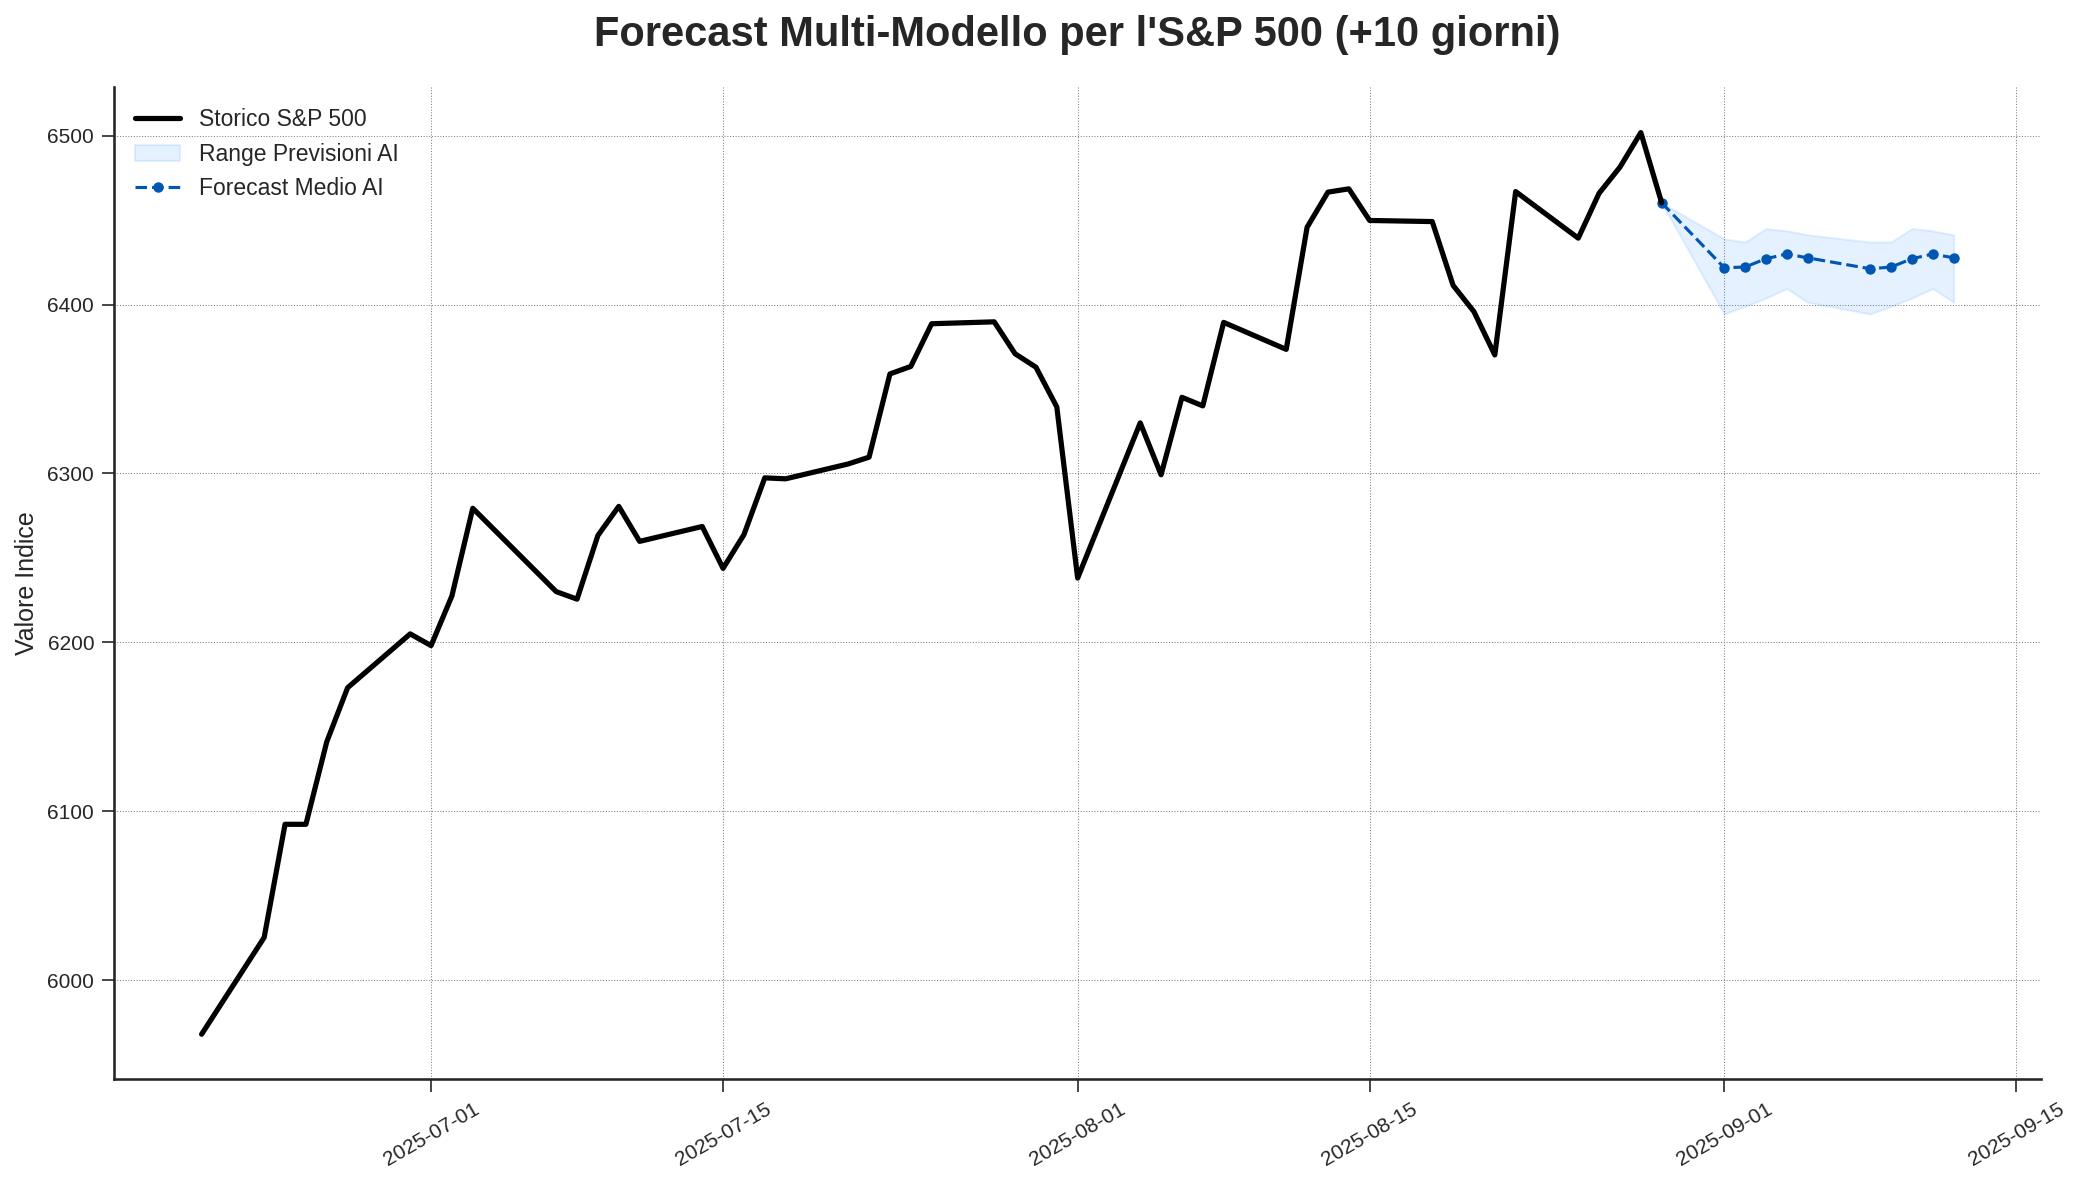 Forecast Multi-Modello per l'S&P 500 (+10 giorni)
Storico S&P 500
Range Previsioni AI
Forecast Medio AI
Valore Indice
6500
6400
6300
6200
6100
6000
2025-07-01
2025-07-15
2025-08-01
2025-08-15
2025-09-01
2025-09-15